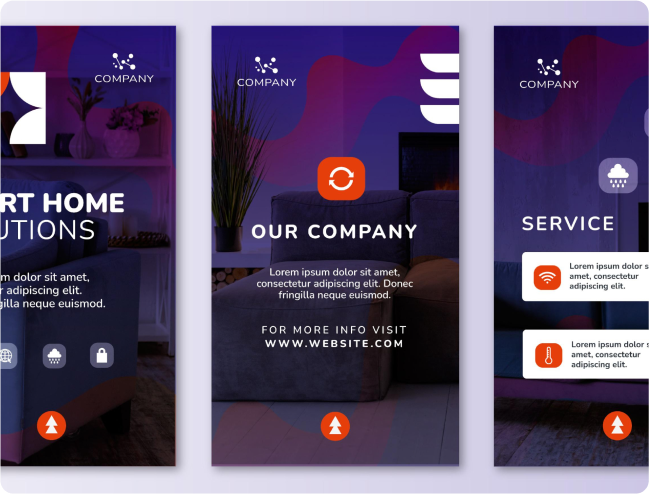 COMPANY
RT HOME
UTIONS
m dolor sit amet,
r adipiscing elit.
gilla neque euismod.
COMPANY
OUR COMPANY
Lorem ipsum dolor sit amet,
consectetur adipiscing elit. Donec
fringilla neque euismod.
FOR MORE INFO VISIT
WWW.WEBSITE.COM
COMPANY
SERVICE
Lorem ipsum dolor s
amet, consectetur
adipiscing elit.
Lorem ipsum dolor s
amet, consectetur
adipiscing elit.